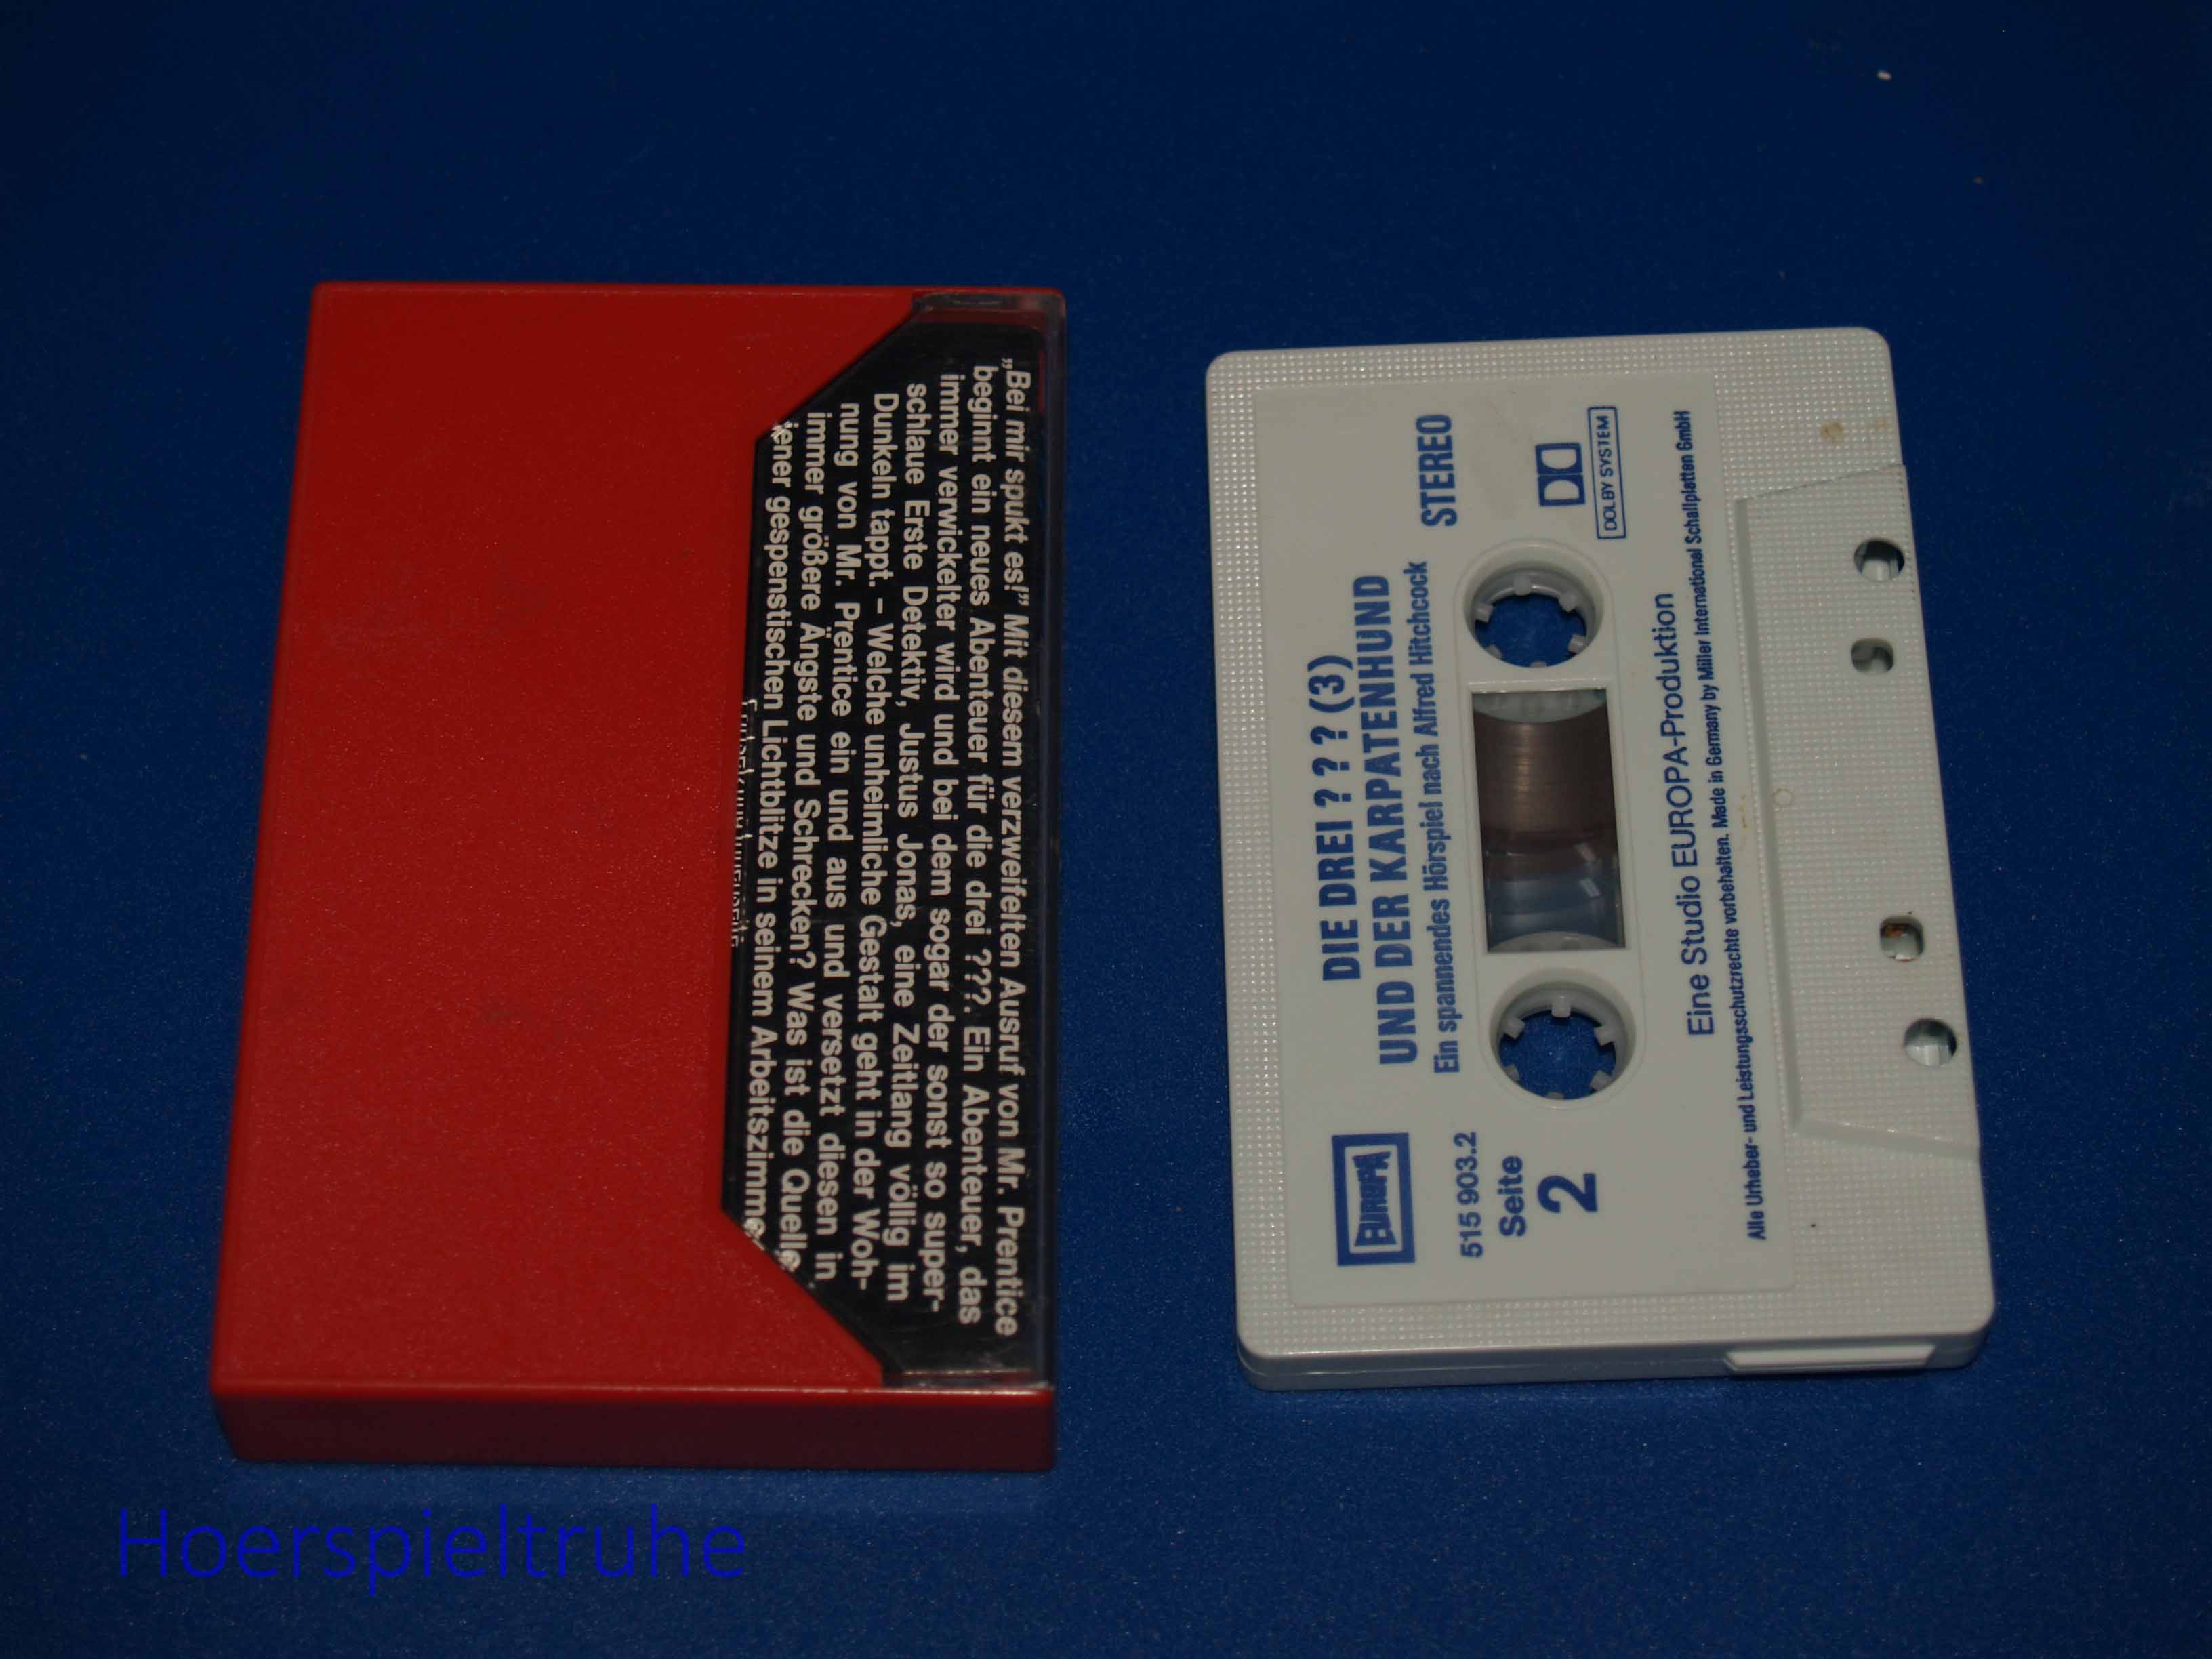 „Bei mir spukt es!” Mit diesem verzweifelten Ausruf von Mr. Prentice
beginnt ein neues Abenteuer für die drei ???. Ein Abenteuer, das
immer verwickelter wird und bei dem sogar der sonst so super-
schlaue Erste Detektiv, Justus Jonas, eine Zeitlang völlig im
Dunkeln tappt. – Welche unheimliche Gestalt geht in der Woh-
nung von Mr. Prentice ein und aus und versetzt diesen in
immer größere Ängste und Schrecken? Was ist die Quelle
jener gespenstischen Lichtblitze in seinem Arbeitszimmer
DIE DREI ? ? ? (3)
UND DER KARPATENHUND
Ein spannendes Hörspiel nach Alfred Hitchcock
STEREO
EUROPA
515 903.2
Seite
2
DOLBY SYSTEM
Eine Studio EUROPA-Produktion
Alle Urheber- und Leistungsschutzrechte vorbehalten. Made in Germany by Miller International Schallplatten GmbH
Hoerspieltruhe